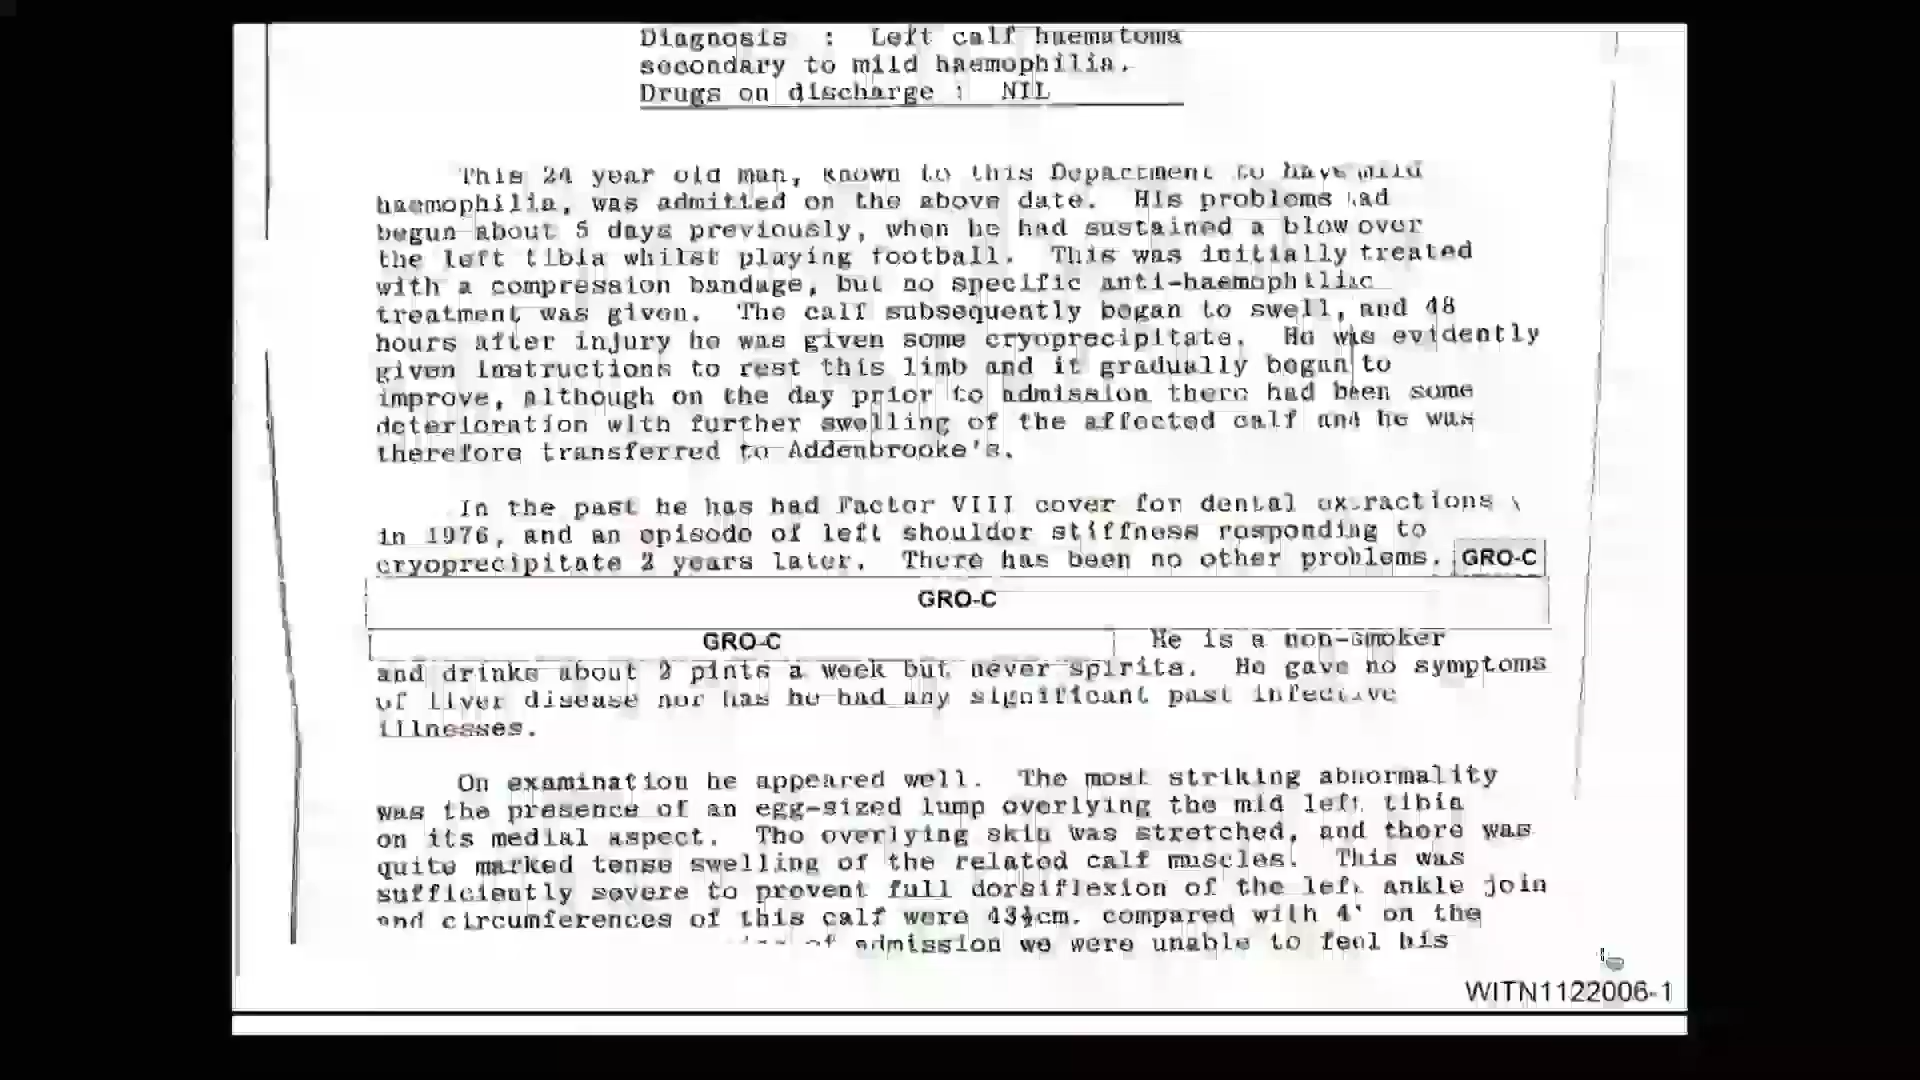 Diagnosis : Left calf haematoma
secondary to mild haemophilia.
Drugs on discharge : NIL
This 24 year old man, known to this Department to have mild
haemophilia, was admitted on the above date. His problems had
begun about 5 days previously, when he had sustained a blow over
the left tibia whilst playing football. This was initially treated
with a compression bandage, but no specific anti-haemophiliac
treatment was given. The calf subsequently began to swell, and 48
hours after injury he was given some cryoprecipitate. He was evidently
given instructions to rest this limb and it gradually began to
improve, although on the day prior to admission there had been some
deterioration with further swelling of the affected calf and he was
therefore transferred to Addenbrooke's.
In the past he has had Factor VIII cover for dental extractions
in 1976, and an episode of left shoulder stiffness responding to
cryoprecipitate 2 years later. There has been no other problems. GRO-C
GRO-C
GRO-C He is a non-smoker
and drinks about 2 pints a week but never spirits. He gave no symptoms
of liver disease nor has he had any significant past infective
illnesses.
On examination he appeared well. The most striking abnormality
was the presence of an egg-sized lump overlying the mid left tibia
on its medial aspect. The overlying skin was stretched, and there was
quite marked tense swelling of the related calf muscles. This was
sufficiently severe to prevent full dorsiflexion of the left ankle join
and circumferences of this calf were 43½cm. compared with on the
of admission we were unable to feel his
WITN1122006-1